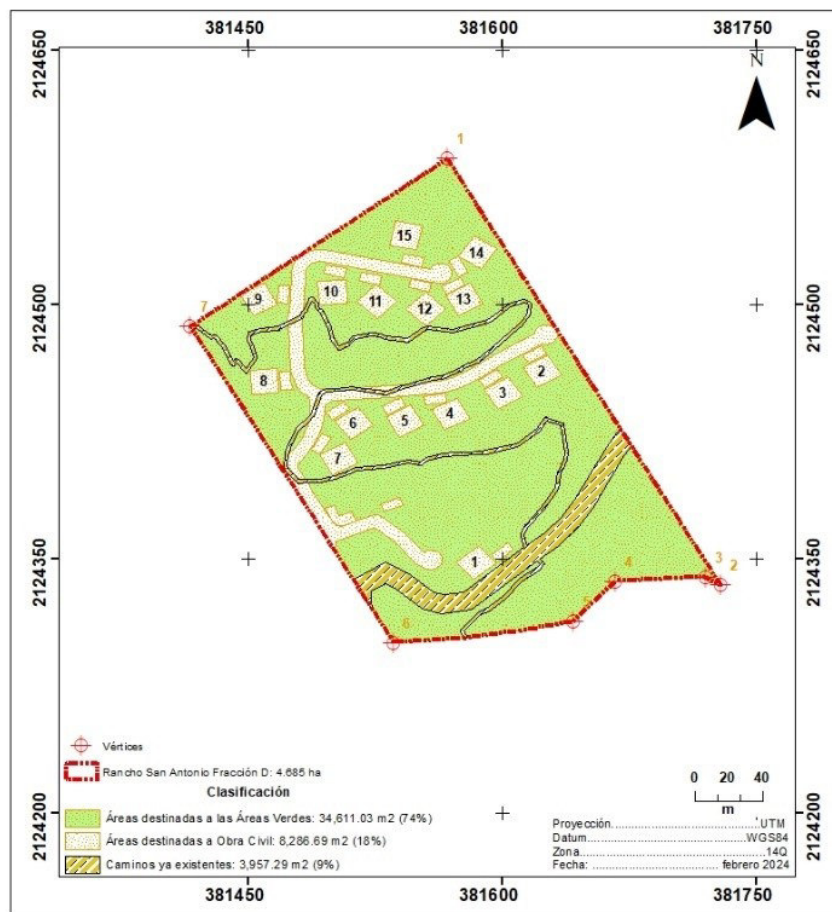 381450 381600 381750
2124650 2124650
N
1
15
14
9 10 11 12 13
7
2124500 2124500
8
2
3
6 5 4
7
2124350 2124350
1
3
4 2
5
6
Vértices
Rancho San Antonio Fracción D: 4.685 ha
Clasificación
Áreas destinadas a las Áreas Verdes: 34,611.03 m2 (74%)
Áreas destinadas a Obra Civil: 8,286.69 m2 (18%)
Caminos ya existentes: 3,957.29 m2 (9%)
0 20 40
m
2124200 2124200
Proyección...............................UTM
Datum...............................WGS84
Zona...............................14Q
Fecha: ............................... febrero 2024
381450 381600 381750